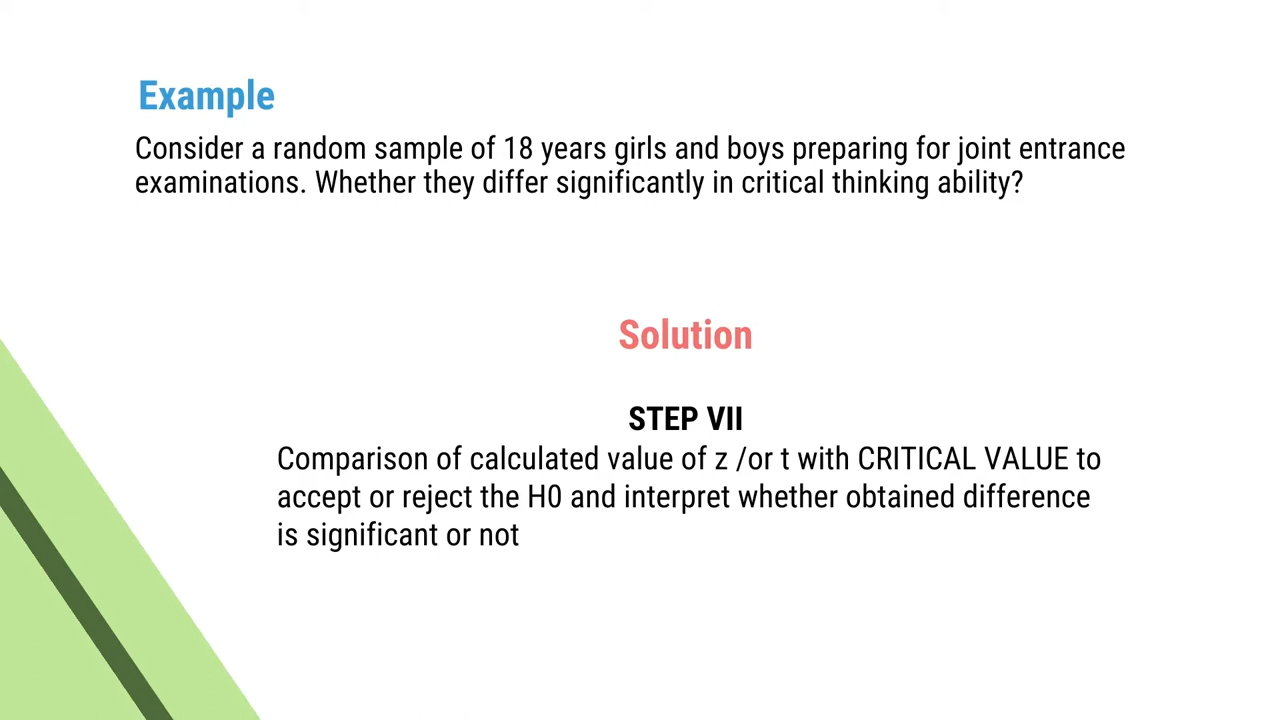 Example
Consider a random sample of 18 years girls and boys preparing for joint entrance
examinations. Whether they differ significantly in critical thinking ability?
Solution
STEP VII
Comparison of calculated value of z /or t with CRITICAL VALUE to
accept or reject the H0 and interpret whether obtained difference
is significant or not